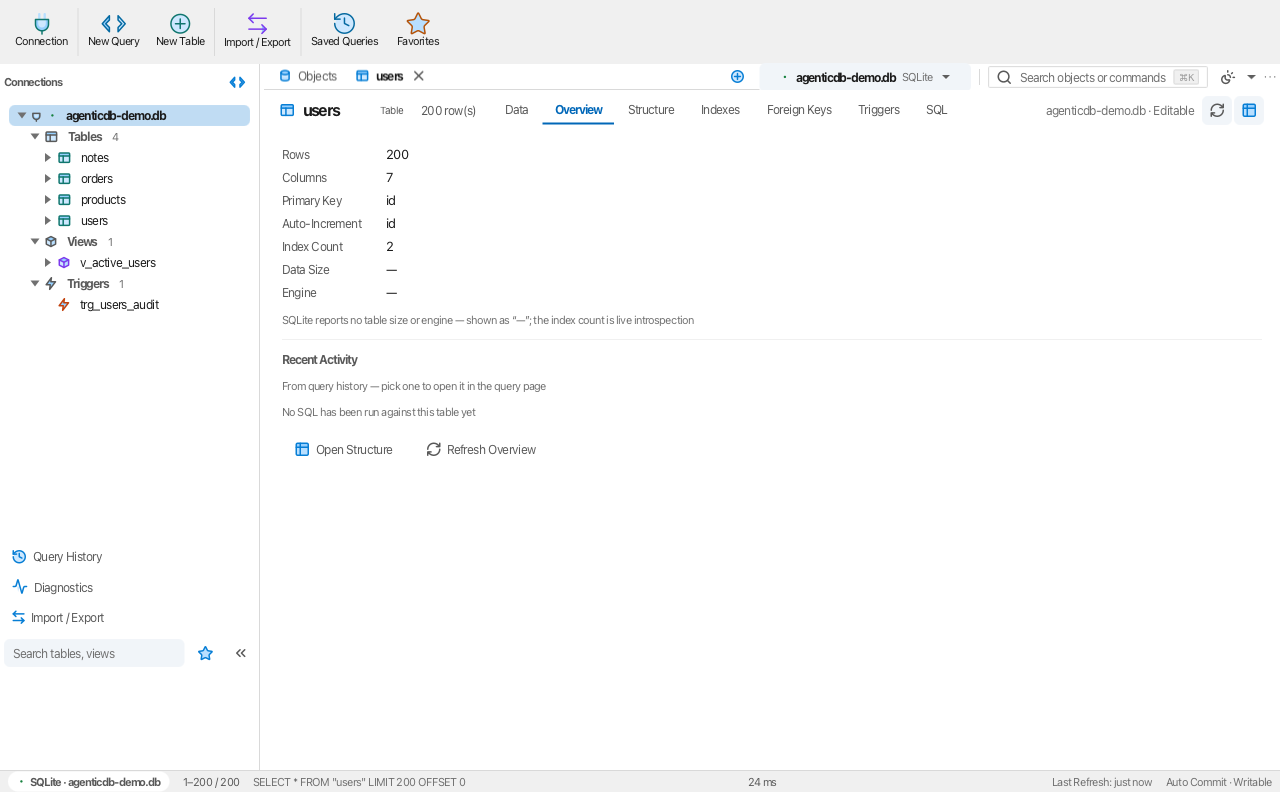 Connection
New Query
New Table
Import / Export
Saved Queries
Favorites
Connections
Objects
users
agenticdb-demo.db SQLite
Search objects or commands ⌘K
agenticdb-demo.db
Tables 4
notes
orders
products
users
Views 1
v_active_users
Triggers 1
trg_users_audit
users Table 200 row(s)
Data
Overview
Structure
Indexes
Foreign Keys
Triggers
SQL
agenticdb-demo.db · Editable
Rows 200
Columns 7
Primary Key id
Auto-Increment id
Index Count 2
Data Size —
Engine —
SQLite reports no table size or engine — shown as “—”; the index count is live introspection
Recent Activity
From query history — pick one to open it in the query page
No SQL has been run against this table yet
Open Structure
Refresh Overview
Query History
Diagnostics
Import / Export
Search tables, views
SQLite · agenticdb-demo.db
1–200 / 200
SELECT * FROM "users" LIMIT 200 OFFSET 0
24 ms
Last Refresh: just now
Auto Commit · Writable